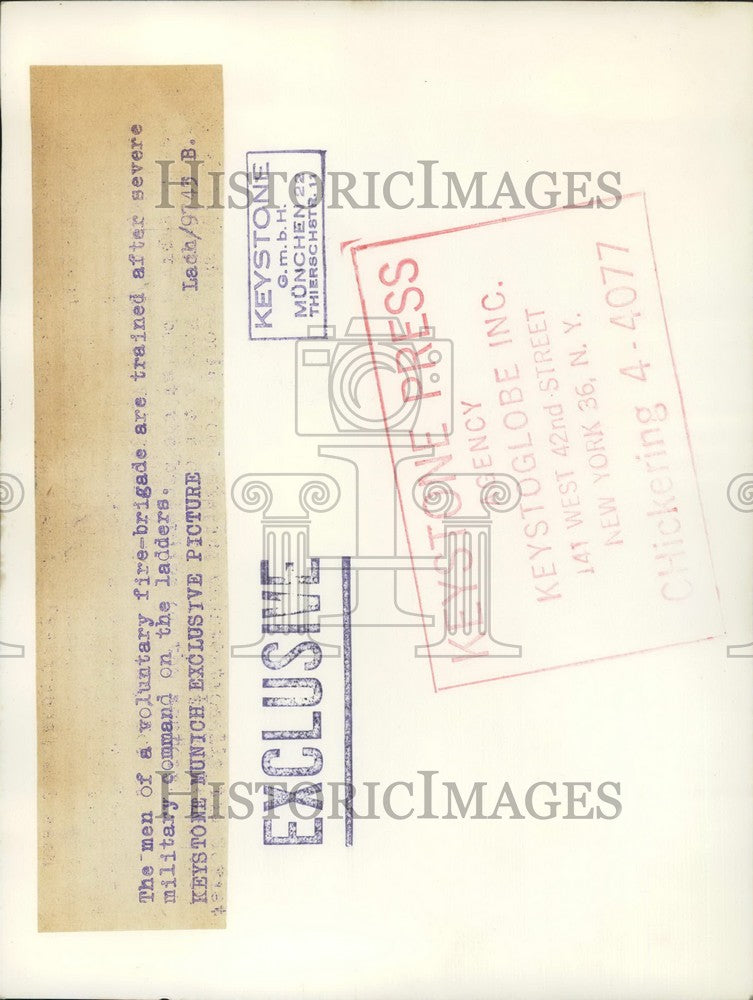 The men of a voluntary fire-brigade are trained after severe
military command on the ladders.
KEYSTONE MUNICH EXCLUSIVE PICTURE
KEYSTONE
G.m.b.H.
MÜNCHEN 22
THIERSCHSTR. 11
EXCLUSIVE
KEYSTONE PRESS
AGENCY
KEYSTOGLOBE INC.
141 WEST 42nd STREET
NEW YORK 36, N. Y.
CHickering 4-4077
HISTORICIMAGES
HISTORICIMAGES